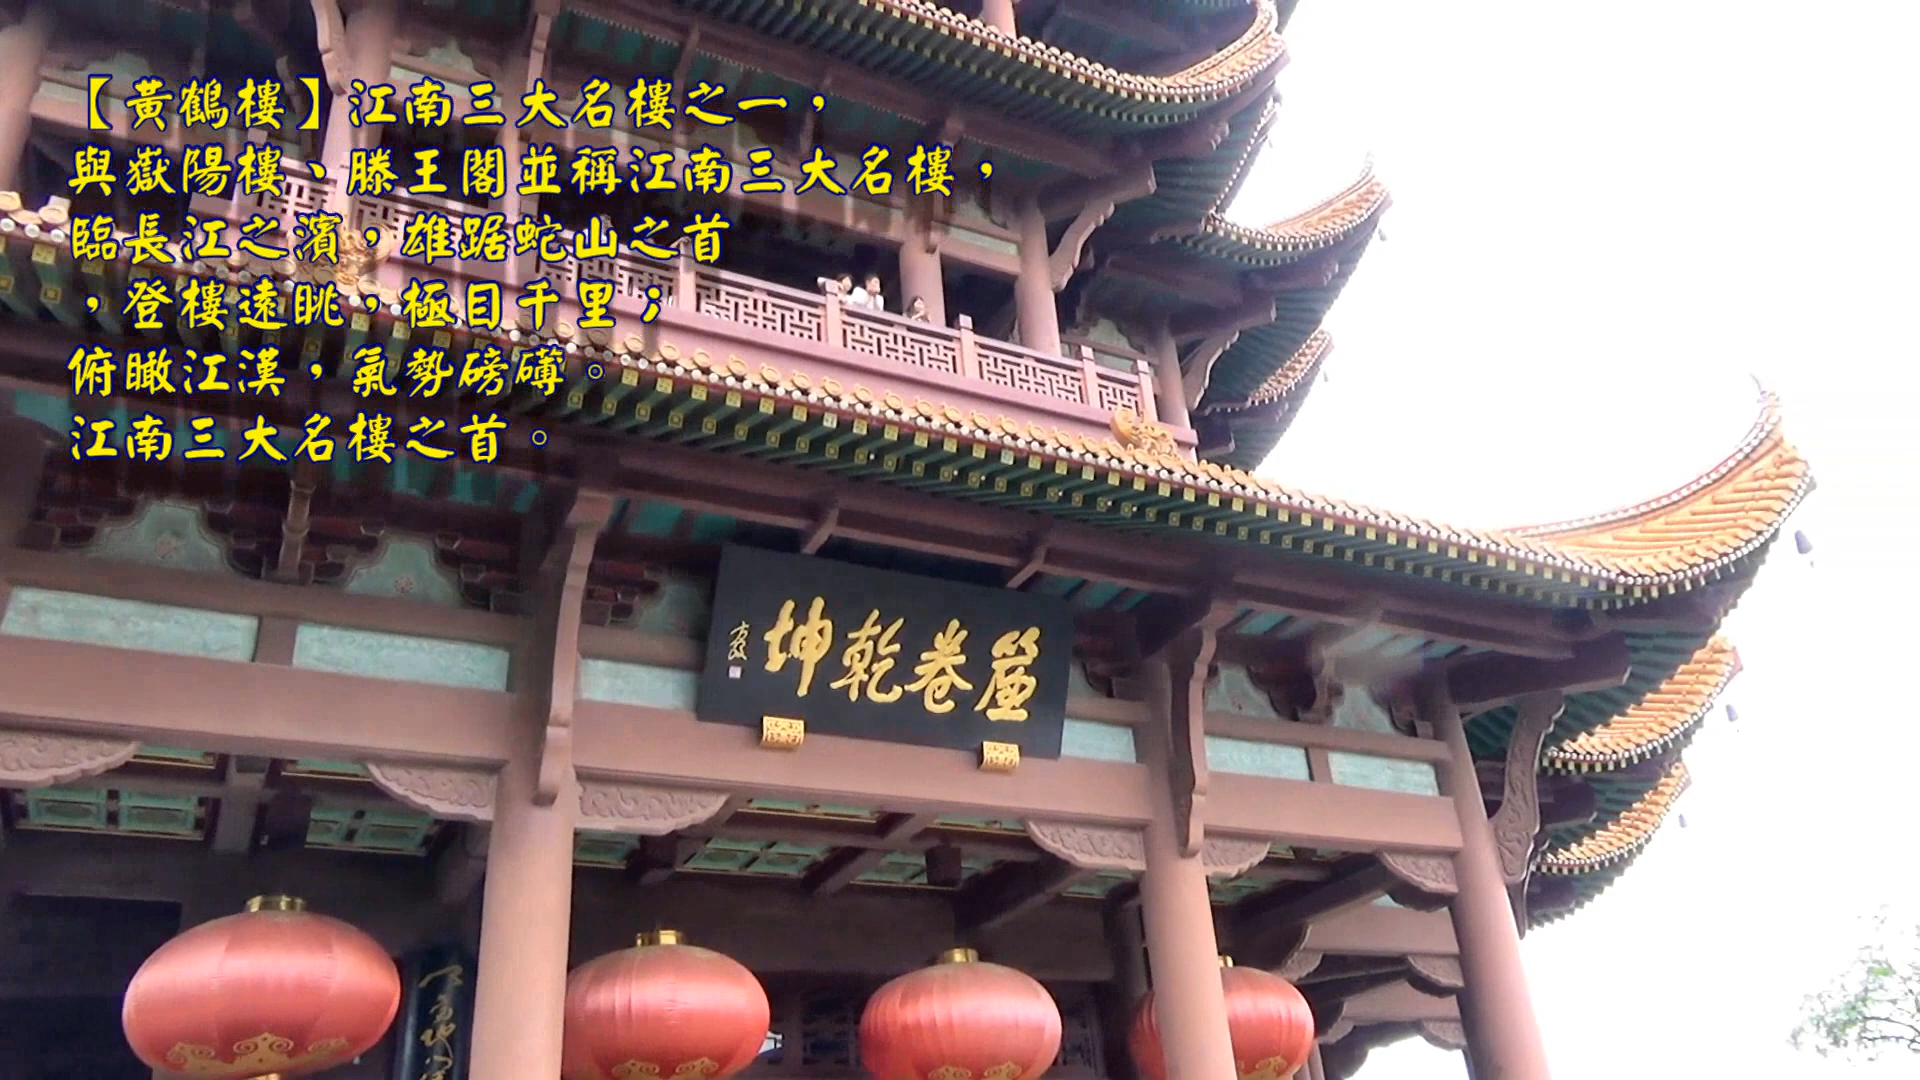 【黃鶴樓】江南三大名樓之一，
與嶽陽樓、滕王閣並稱江南三大名樓，
臨長江之濱，雄踞蛇山之首
，登樓遠眺，極目千里；
俯瞰江漢，氣勢磅礡。
江南三大名樓之首。
簾卷乾坤